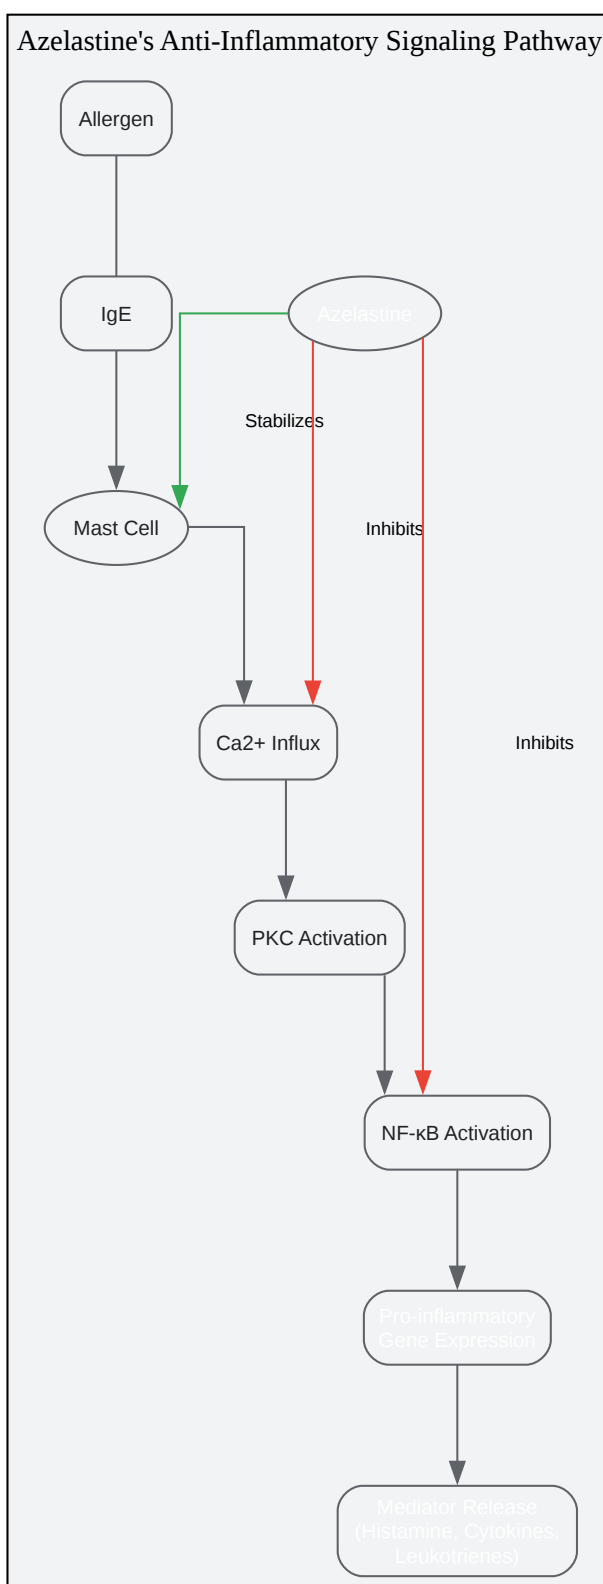 Azelastine's Anti-Inflammatory Signaling Pathway
Allergen
IgE
Azelastine
Stabilizes
Mast Cell
Inhibits
Ca2+ Influx
Inhibits
PKC Activation
NF-κB Activation
Pro-inflammatory
Gene Expression
Mediator Release
(Histamine, Cytokines,
Leukotrienes)